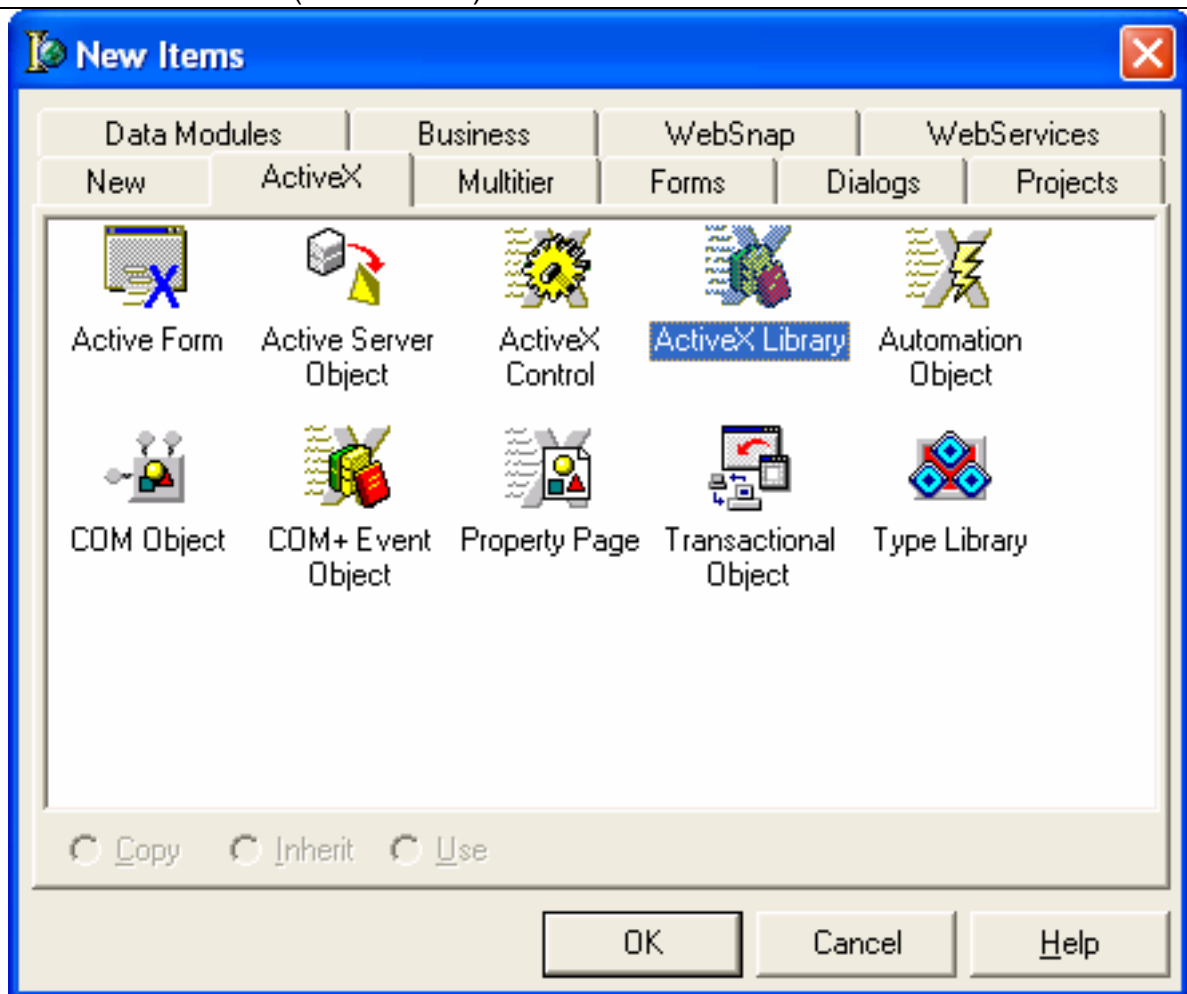 New Items
Data Modules Business WebSnap WebServices
New ActiveX Multitier Forms Dialogs Projects
Active Form Active Server ActiveX ActiveX Library Automation
Object Control Object
COM Object COM+ Event Property Page Transactional Type Library
Object Object
Copy Inherit Use
OK Cancel Help